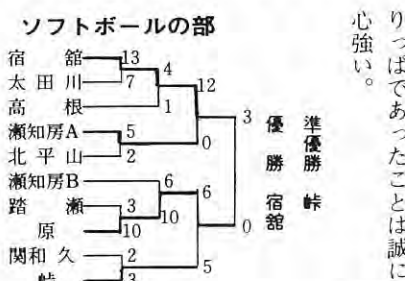 りっぱであったことは誠に
心強い。
ソフトボールの部
宿舘 13
太田川 7
高根
4
1
瀬知房A 5
北平山 2
12
0
瀬知房B
踏瀬 3
原 10
6
10
関和久 2
峠 3
6
5
3
0
準優勝 峠
優勝 宿舘